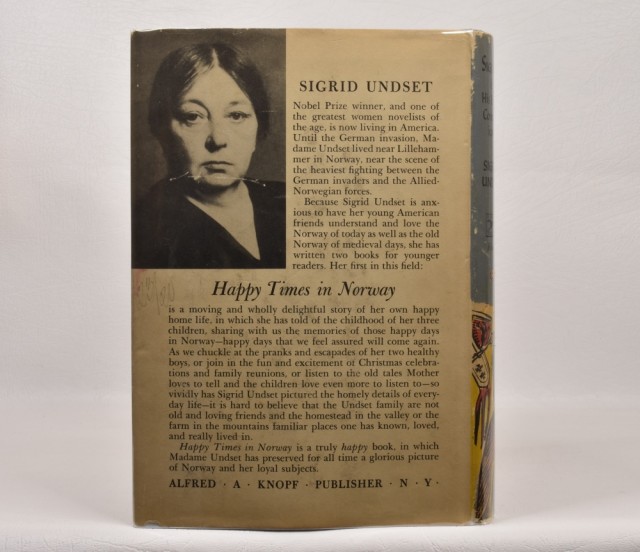 SIGRID UNDSET
Nobel Prize winner, and one of
the greatest women novelists of
the age, is now living in America.
Until the German invasion, Ma-
dame Undset lived near Lilleham-
mer in Norway, near the scene of
the heaviest fighting between the
German invaders and the Allied-
Norwegian forces.
Because Sigrid Undset is anx-
ious to have her young American
friends understand and love the
Norway of today as well as the old
Norway of medieval days, she has
written two books for younger
readers. Her first in this field:
Happy Times in Norway
is a moving and wholly delightful story of her own happy
home life, in which she has told of the childhood of her three
children, sharing with us the memories of those happy days
in Norway—happy days that we feel assured will come again.
As we chuckle at the pranks and escapades of her two healthy
boys, or join in the fun and excitement of Christmas celebra-
tions and family reunions, or listen to the old tales Mother
loves to tell and the children love even more to listen to—so
vividly has Sigrid Undset pictured the homely details of every-
day life—it is hard to believe that the Undset family are not
old and loving friends and the homestead in the valley or the
farm in the mountains familiar places one has known, loved,
and really lived in.
Happy Times in Norway is a truly happy book, in which
Madame Undset has preserved for all time a glorious picture
of Norway and her loyal subjects.
ALFRED · A · KNOPF · PUBLISHER · N · Y ·